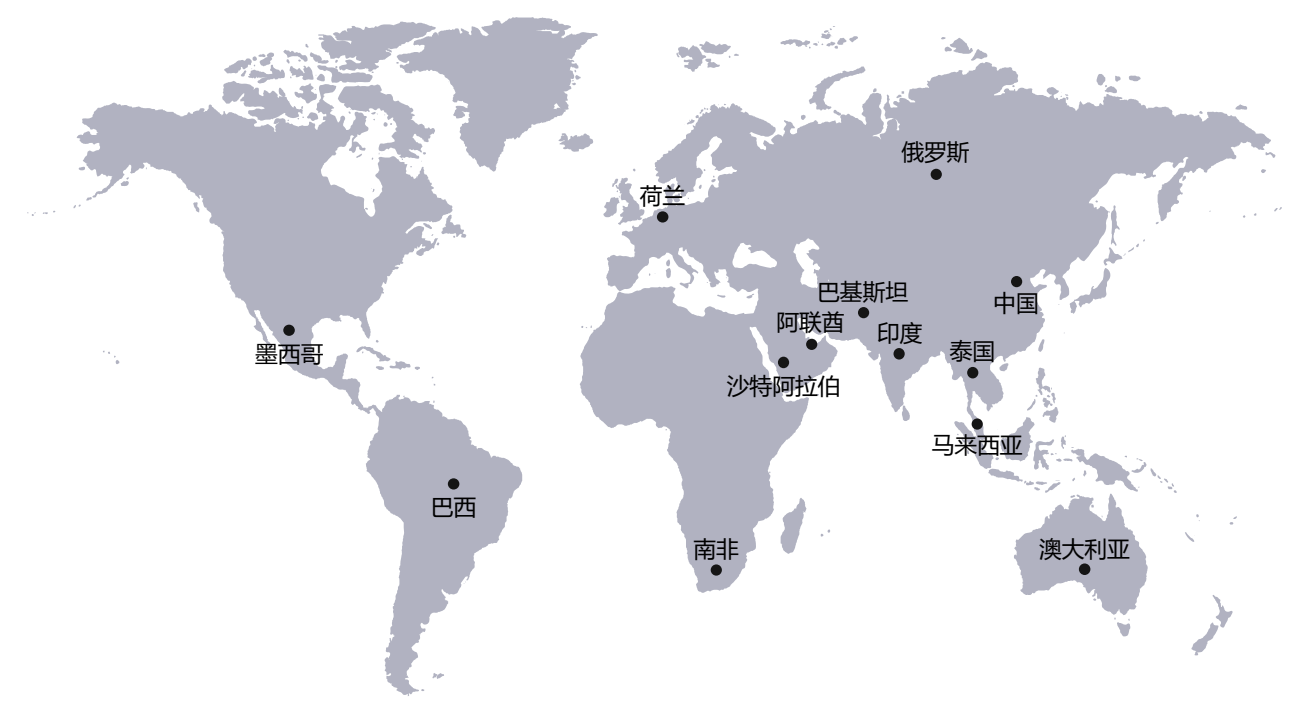 俄罗斯
荷兰
巴基斯坦
中国
阿联酋
印度
墨西哥
泰国
沙特阿拉伯
马来西亚
巴西
南非
澳大利亚